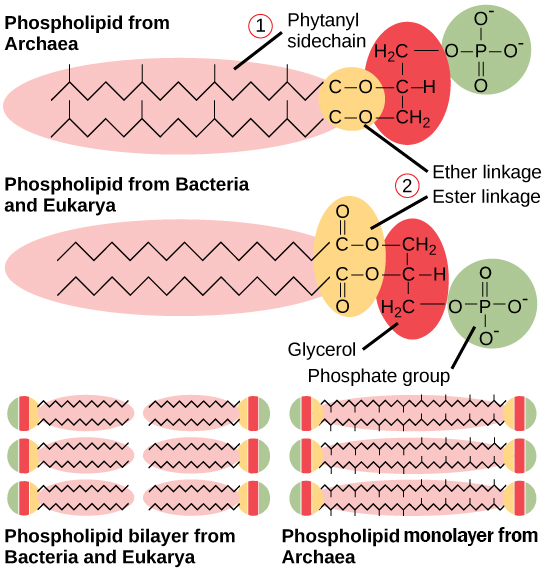 Phospholipid from
Archaea
1
Phytanyl
sidechain
H₂C
O
P
O⁻
O⁻
O
C
O
C
H
C
O
CH₂
Ether linkage
Phospholipid from Bacteria
and Eukarya
2
Ester linkage
O
C
O
CH₂
C
O
C
H
O
H₂C
O
P
O
O⁻
O⁻
Glycerol
Phosphate group
Phospholipid bilayer from
Bacteria and Eukarya
Phospholipid monolayer from
Archaea